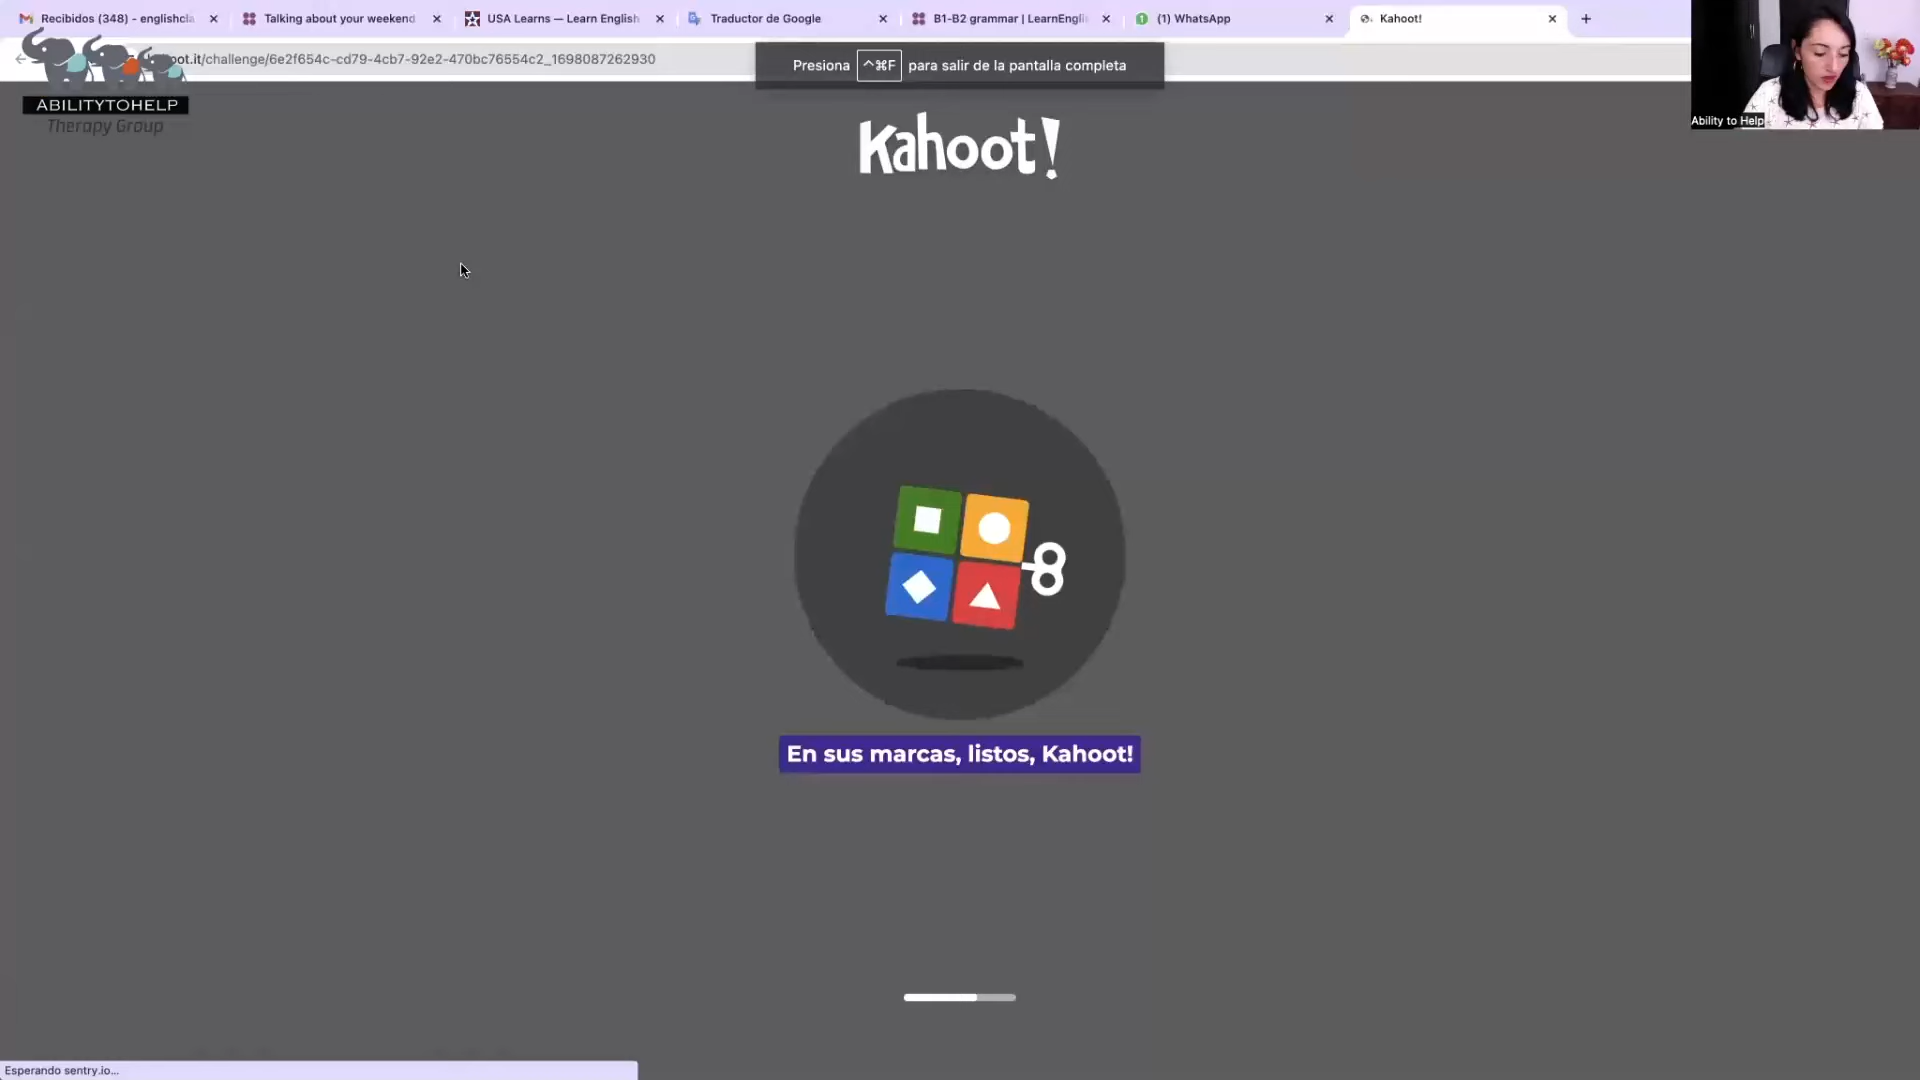 Recibidos (348) - englishcla
Talking about your weekend
USA Learns — Learn English
Traductor de Google
B1-B2 grammar | LearnEngli
(1) WhatsApp
Kahoot!
oot.it/challenge/6e2f654c-cd79-4cb7-92e2-470bc76554c2_1698087262930
Presiona ^⌘F para salir de la pantalla completa
ABILITYTOHELP
Therapy Group
Ability to Help
Kahoot!
En sus marcas, listos, Kahoot!
Esperando sentry.io...